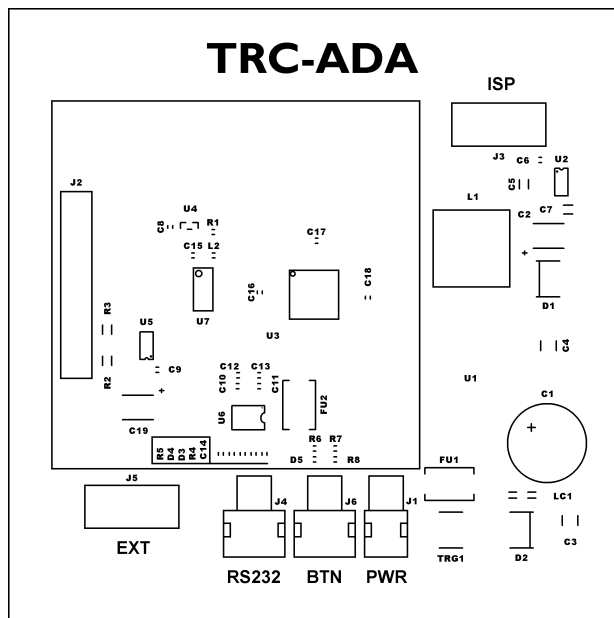 TRC-ADA
ISP
J3
C6
U2
J2
C5
L1
C2
C7
U4
C8
R1
C17
C15
L2
C16
C18
D1
R3
U5
U7
U3
C4
R2
C9
C12
C13
C10
C11
U1
C19
U6
FU2
C1
R5
D4
D3
R4
C14
R6
R7
D5
R8
FU1
J5
J4
J6
J1
LC1
EXT
C3
TRG1
D2
RS232
BTN
PWR